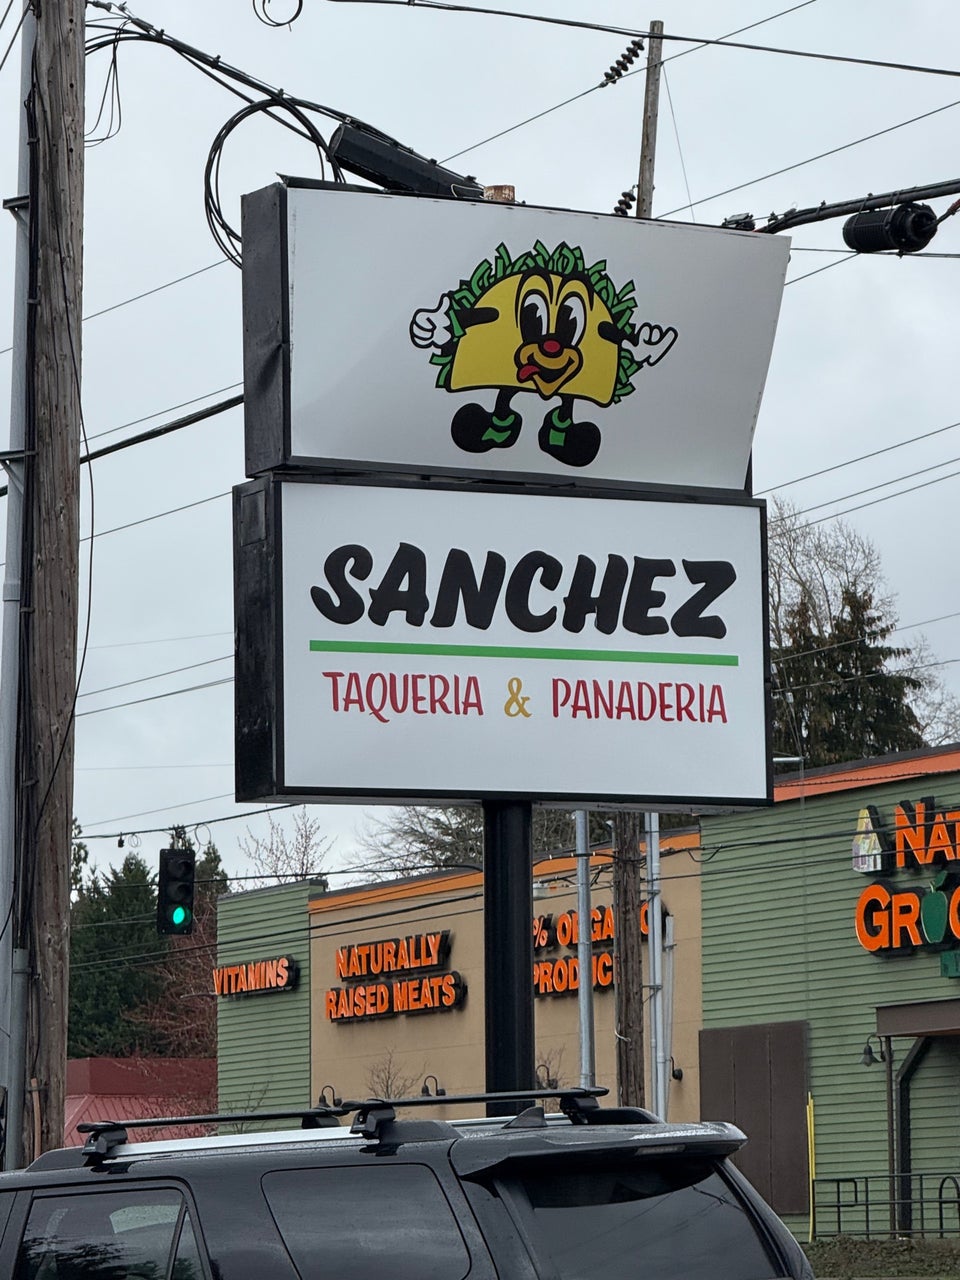 SANCHEZ
TAQUERIA & PANADERIA
VITAMINS
NATURALLY
RAISED MEATS